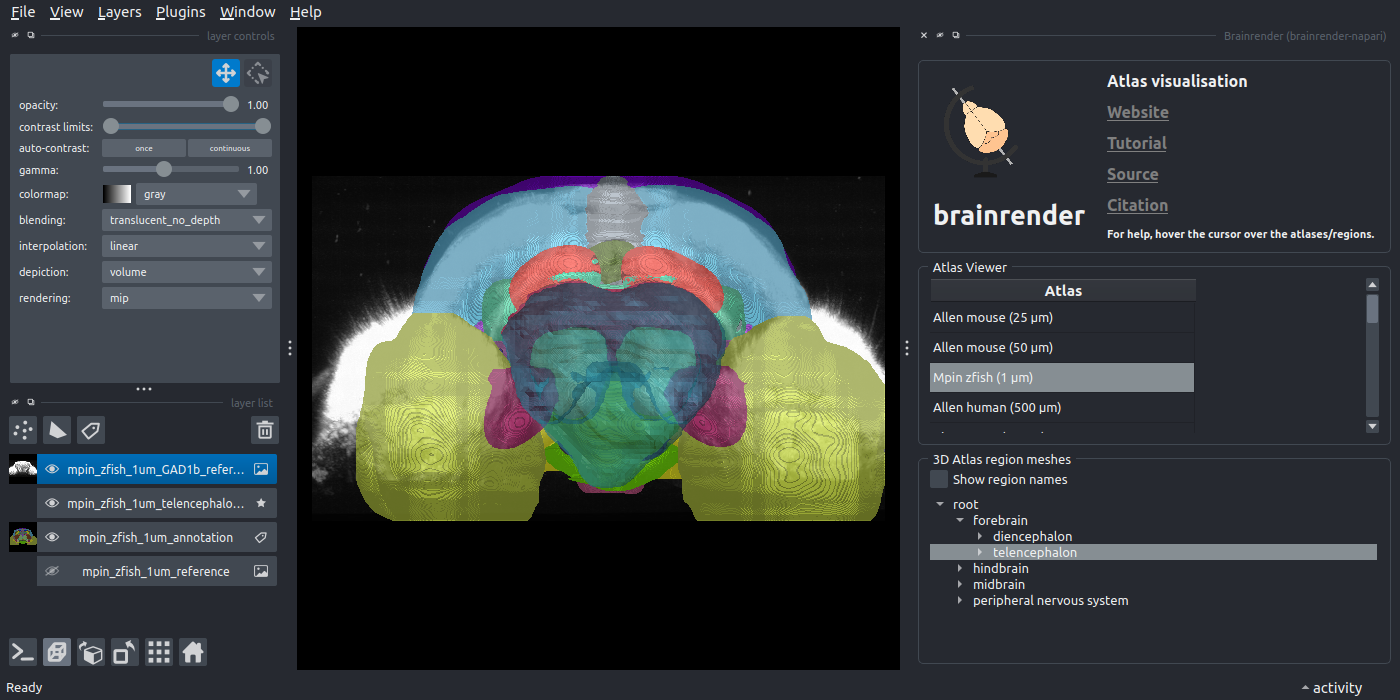 File View Layers Plugins Window Help
layer controls
Brainrender (brainrender-napari)
opacity: 1.00
contrast limits:
auto-contrast: once continuous
gamma: 1.00
colormap: gray
blending: translucent_no_depth
interpolation: linear
depiction: volume
rendering: mip
layer list
mpin_zfish_1um_GAD1b_refer...
mpin_zfish_1um_telencephalo...
mpin_zfish_1um_annotation
mpin_zfish_1um_reference
Ready
brainrender
Atlas visualisation
Website
Tutorial
Source
Citation
For help, hover the cursor over the atlases/regions.
Atlas Viewer
Atlas
Allen mouse (25 μm)
Allen mouse (50 μm)
Mpin zfish (1 μm)
Allen human (500 μm)
3D Atlas region meshes
Show region names
root
forebrain
diencephalon
telencephalon
hindbrain
midbrain
peripheral nervous system
activity